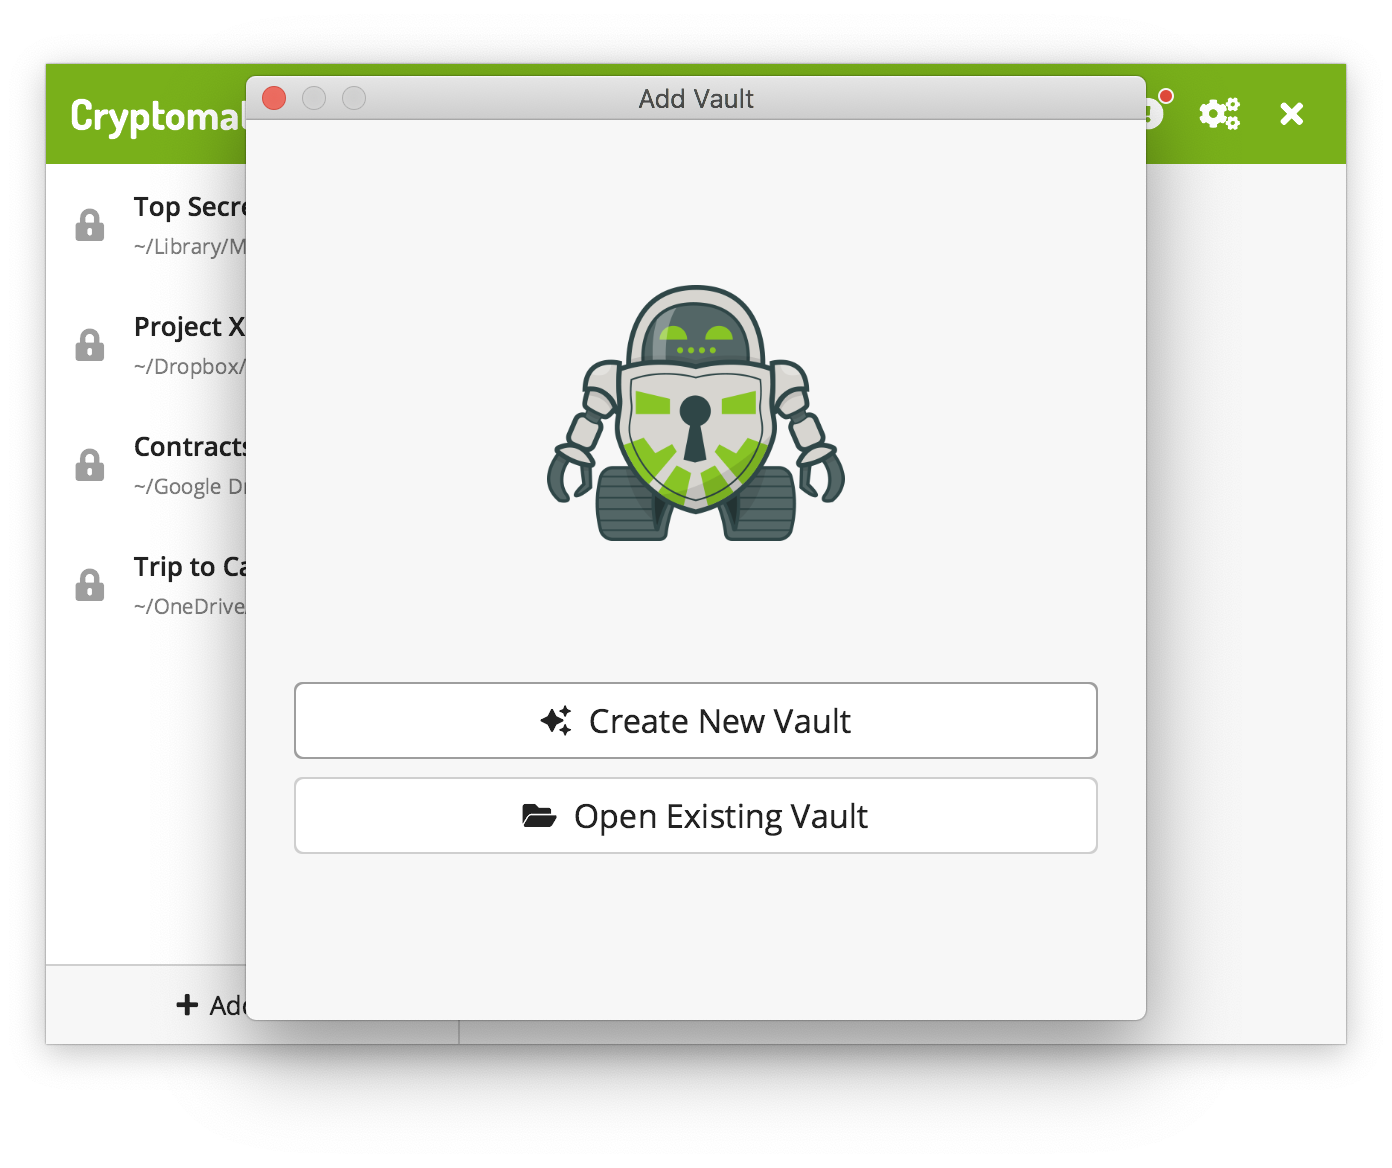 Add Vault
Cryptoma
Top Secre
~/Library/M
Project X
~/Dropbox/
Contracts
~/Google Dr
Trip to Ca
~/OneDrive
Add
Create New Vault
Open Existing Vault